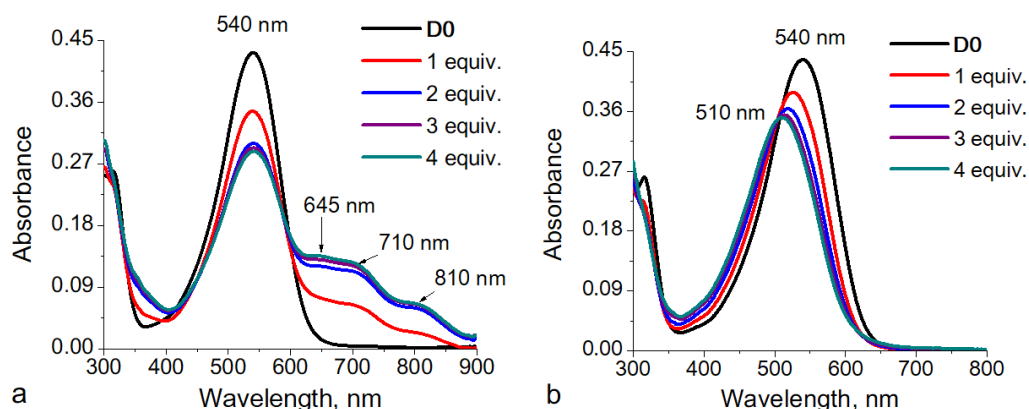 540 nm
D0
1 equiv.
2 equiv.
3 equiv.
4 equiv.
645 nm
710 nm
810 nm
0.45
0.36
0.27
0.18
0.09
0.00
Absorbance
300 400 500 600 700 800 900
Wavelength, nm
a
540 nm
510 nm
D0
1 equiv.
2 equiv.
3 equiv.
4 equiv.
0.45
0.36
0.27
0.18
0.09
0.00
Absorbance
300 400 500 600 700 800
Wavelength, nm
b